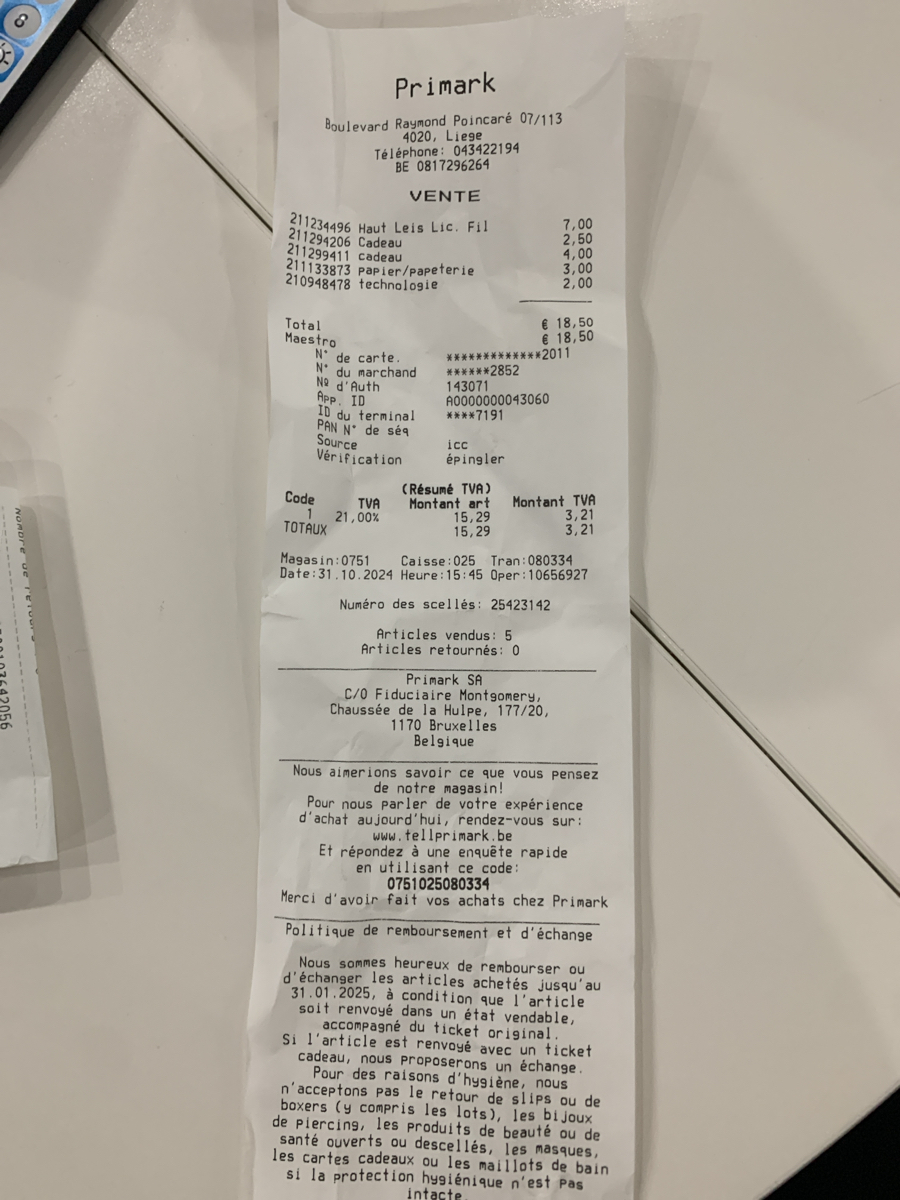 Primark
Boulevard Raymond Poincaré 07/113
4020, Liege
Téléphone: 043422194
BE 0817296264
VENTE
211234496 Haut Leis Lic. Fil 7,00
211294206 Cadeau 2,50
211299411 cadeau 4,00
211133873 papier/papeterie 3,00
210948478 technologie 2,00
Total € 18,50
Maestro € 18,50
N° de carte. *************2011
N° du marchand ******2852
Nº d'Auth 143071
App. ID A0000000043060
ID du terminal ****7191
PAN N° de séq
Source icc
Vérification épingler
(Résumé TVA)
Code TVA Montant art Montant TVA
1 21,00% 15,29 3,21
TOTAUX 15,29 3,21
Magasin:0751 Caisse:025 Tran:080334
Date:31.10.2024 Heure:15:45 Oper:10656927
Numéro des scellés: 25423142
Articles vendus: 5
Articles retournés: 0
Primark SA
C/O Fiduciaire Montgomery,
Chaussée de la Hulpe, 177/20,
1170 Bruxelles
Belgique
Nous aimerions savoir ce que vous pensez
de notre magasin!
Pour nous parler de votre expérience
d'achat aujourd'hui, rendez-vous sur:
www.tellprimark.be
Et répondez à une enquête rapide
en utilisant ce code:
0751025080334
Merci d'avoir fait vos achats chez Primark
Politique de remboursement et d'échange
Nous sommes heureux de rembourser ou
d'échanger les articles achetés jusqu'au
31.01.2025, à condition que l'article
soit renvoyé dans un état vendable,
accompagné du ticket original.
Si l'article est renvoyé avec un ticket
cadeau, nous proposerons un échange.
Pour des raisons d'hygiène, nous
n'acceptons pas le retour de slips ou de
boxers (y compris les lots), les bijoux
de piercing, les produits de beauté ou de
santé ouverts ou descellés, les masques,
les cartes cadeaux ou les maillots de bain
si la protection hygiénique n'est pas
intacte.